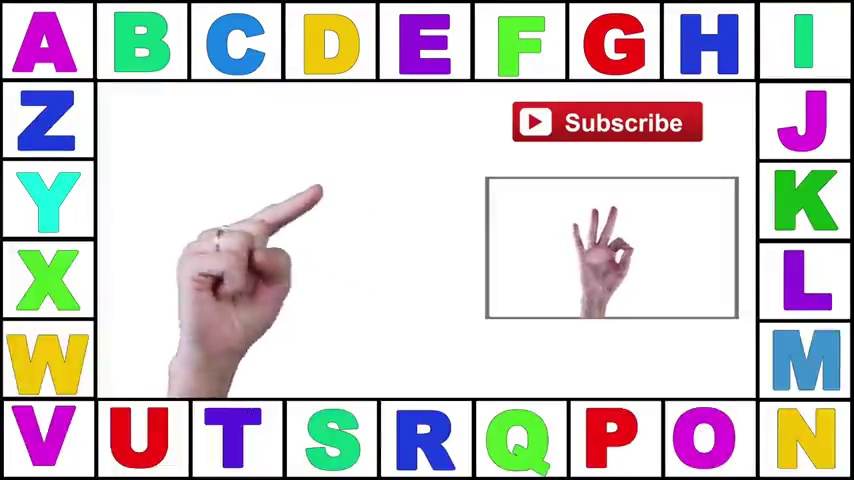 A B C D E F G H I
Z Subscribe J
Y K
X L
W M
V U T S R Q P O N